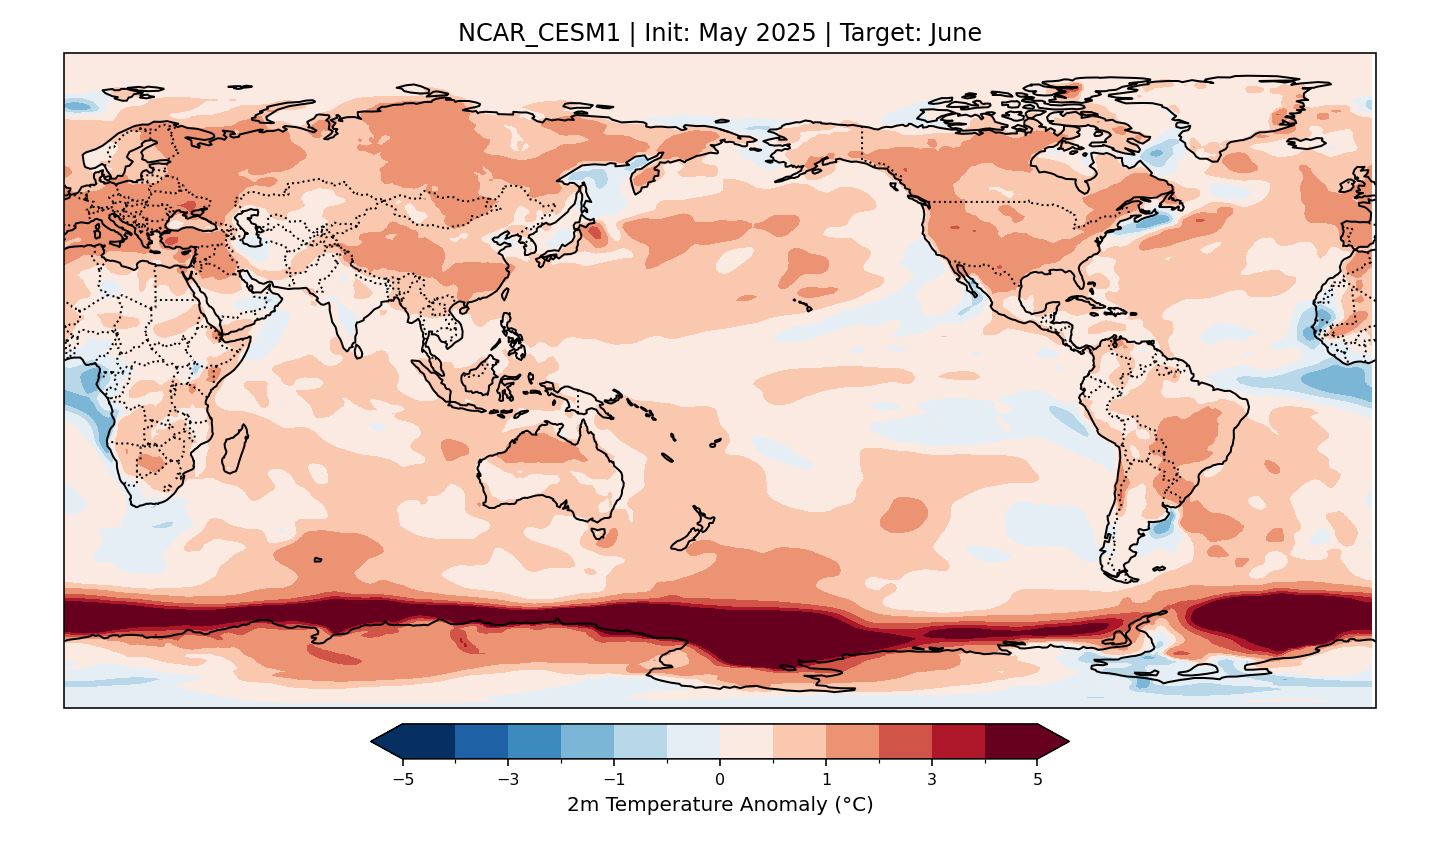 NCAR_CESM1 | Init: May 2025 | Target: June
−5 −3 −1 0 1 3 5
2m Temperature Anomaly (°C)